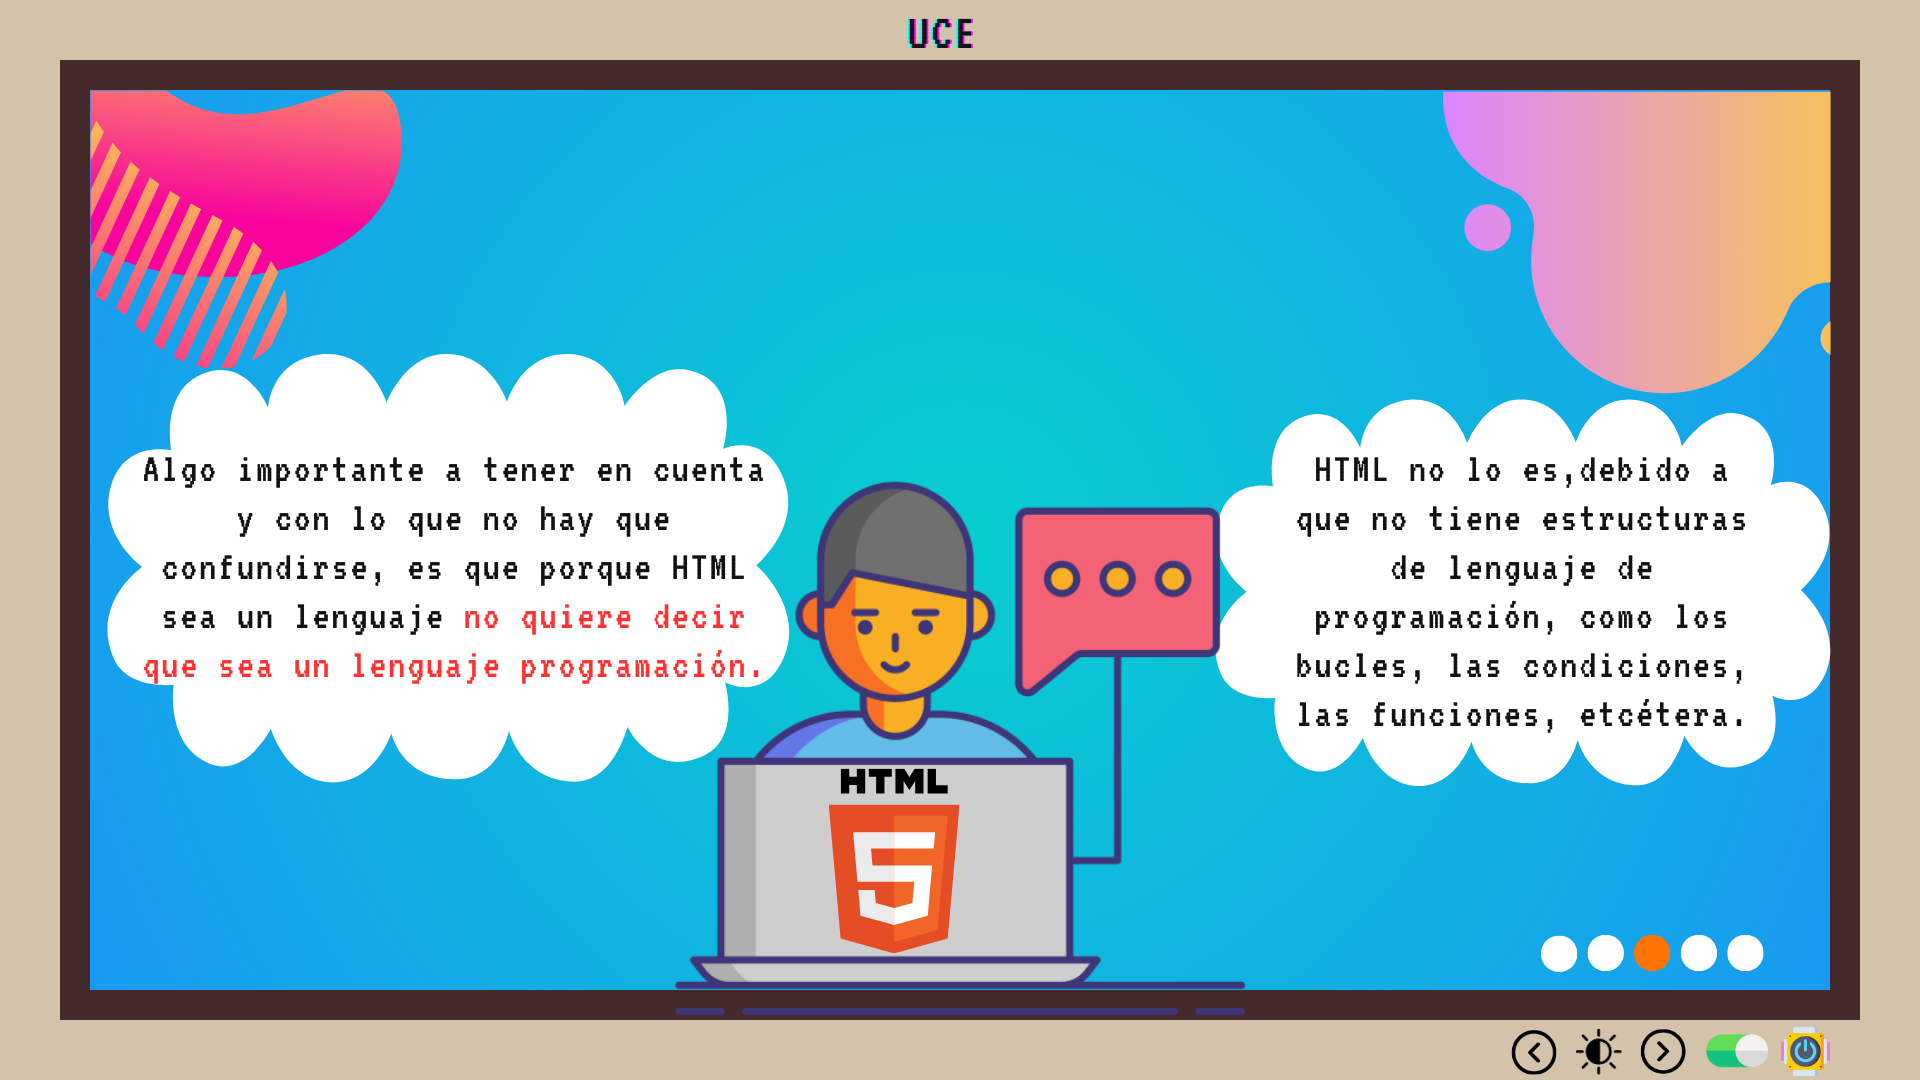 UCE
Algo importante a tener en cuenta
y con lo que no hay que
confundirse, es que porque HTML
sea un lenguaje no quiere decir
que sea un lenguaje programación.
HTML no lo es,debido a
que no tiene estructuras
de lenguaje de
programación, como los
bucles, las condiciones,
las funciones, etcétera.
HTML
5